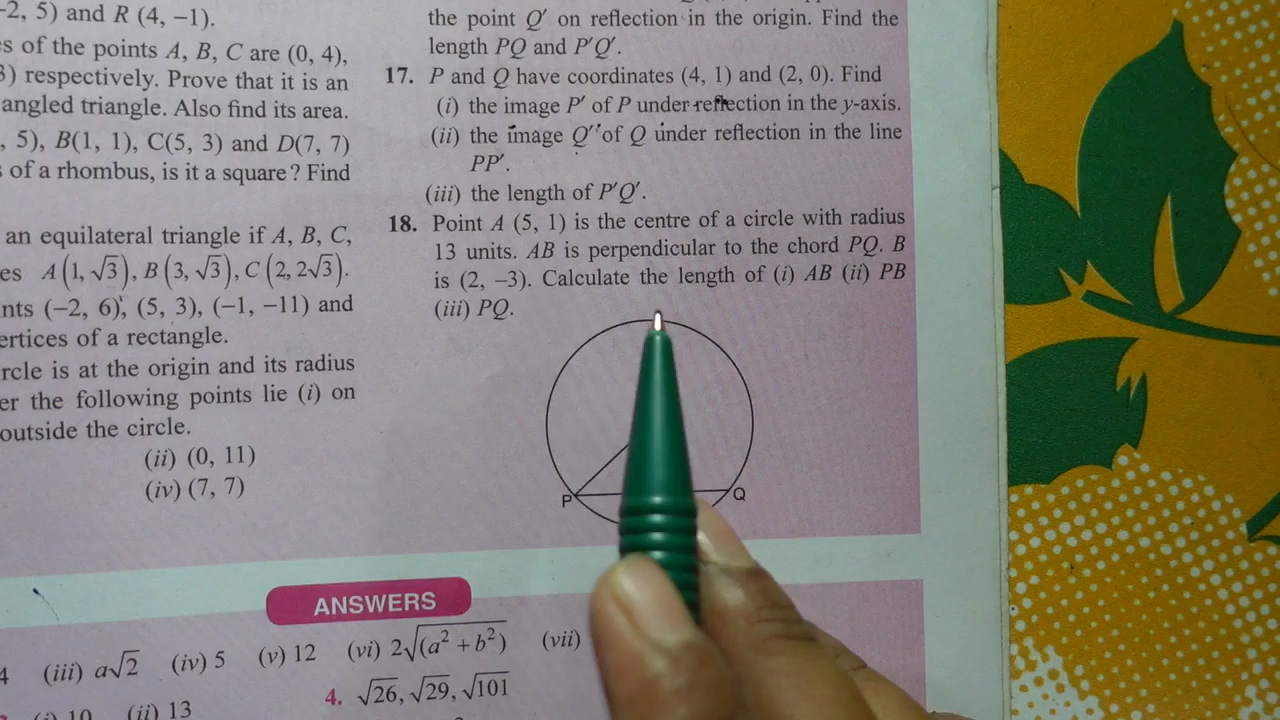 -2, 5) and R (4, −1).
s of the points A, B, C are (0, 4),
3) respectively. Prove that it is an
angled triangle. Also find its area.
, 5), B(1, 1), C(5, 3) and D(7, 7)
of a rhombus, is it a square? Find
an equilateral triangle if A, B, C,
es A(1, √3), B(3, √3), C(2, 2√3).
nts (−2, 6), (5, 3), (−1, −11) and
ertices of a rectangle.
rcle is at the origin and its radius
er the following points lie (i) on
outside the circle.
(ii) (0, 11)
(iv) (7, 7)
the point Q′ on reflection in the origin. Find the
length PQ and P′Q′.
17. P and Q have coordinates (4, 1) and (2, 0). Find
(i) the image P′ of P under reflection in the y-axis.
(ii) the image Q′ of Q under reflection in the line
PP′.
(iii) the length of P′Q′.
18. Point A (5, 1) is the centre of a circle with radius
13 units. AB is perpendicular to the chord PQ. B
is (2, −3). Calculate the length of (i) AB (ii) PB
(iii) PQ.
P Q
ANSWERS
4 (iii) a√2 (iv) 5 (v) 12 (vi) 2√(a² + b²) (vii)
4. √26, √29, √101
(i) 10 (ii) 13